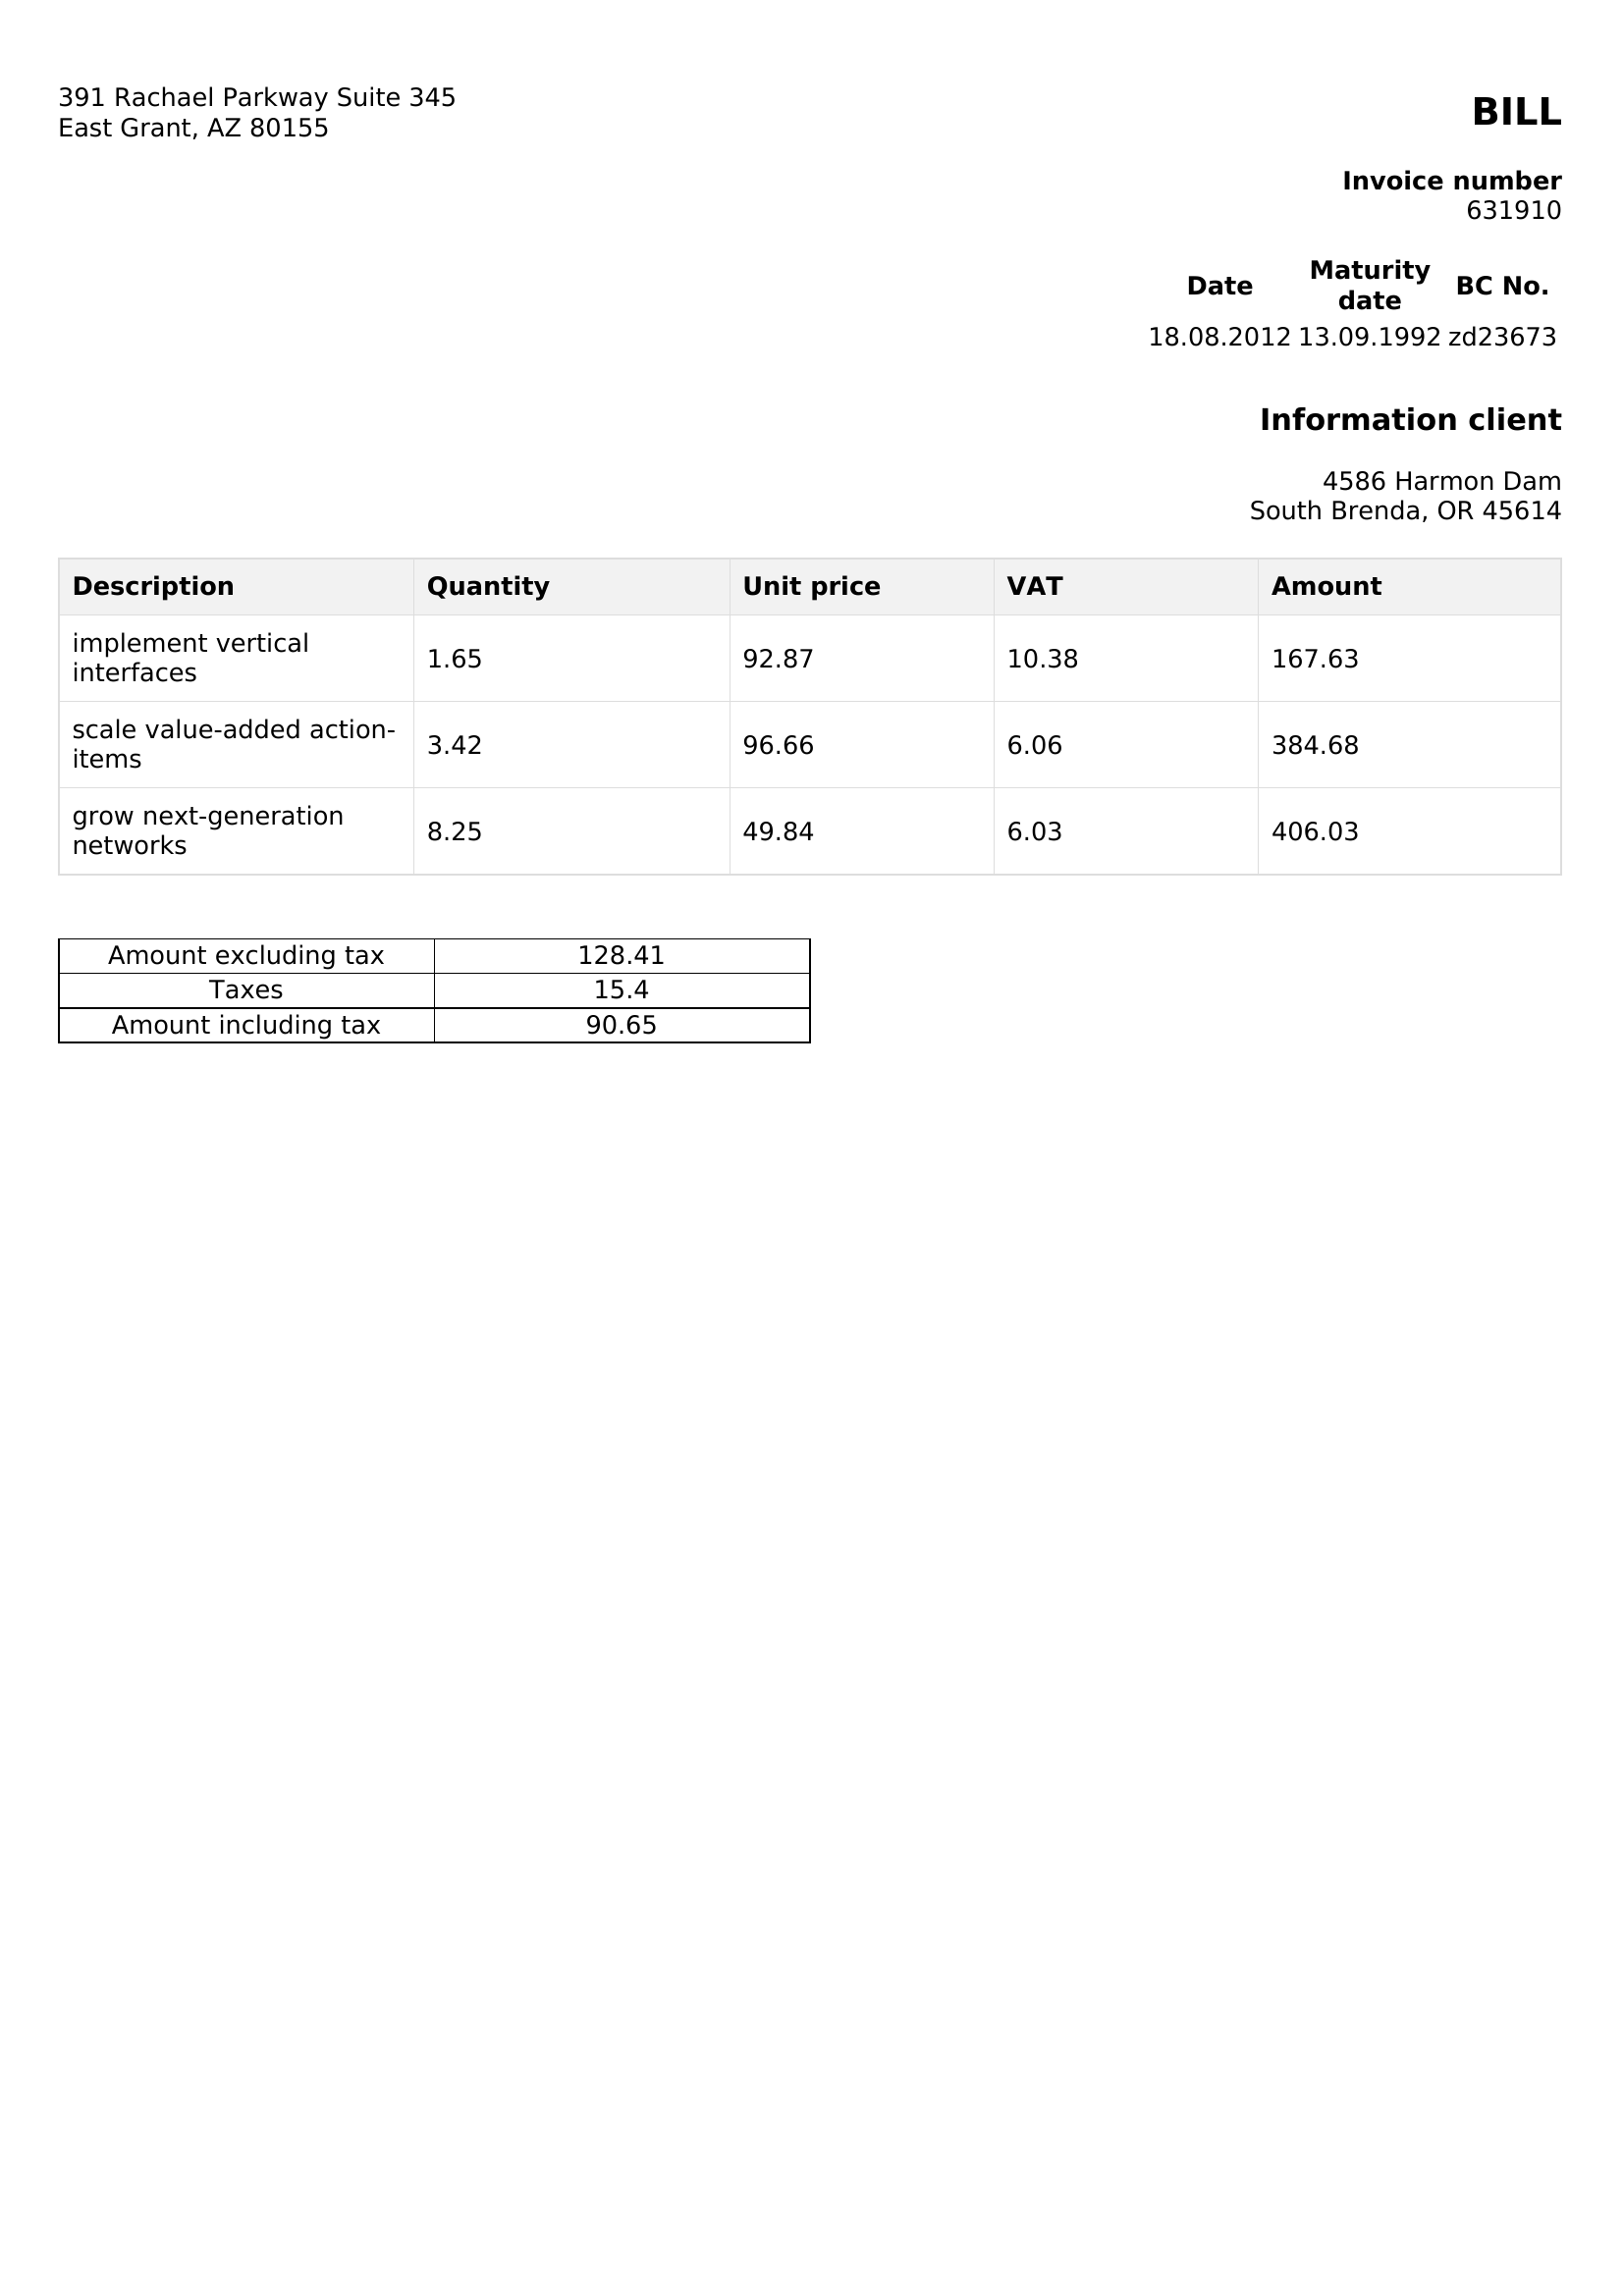 391 Rachael Parkway Suite 345
East Grant, AZ 80155
BILL
Invoice number
631910
Date Maturity date BC No.
18.08.2012 13.09.1992 zd23673
Information client
4586 Harmon Dam
South Brenda, OR 45614
Description Quantity Unit price VAT Amount
implement vertical
interfaces 1.65 92.87 10.38 167.63
scale value-added action-
items 3.42 96.66 6.06 384.68
grow next-generation
networks 8.25 49.84 6.03 406.03
Amount excluding tax 128.41
Taxes 15.4
Amount including tax 90.65